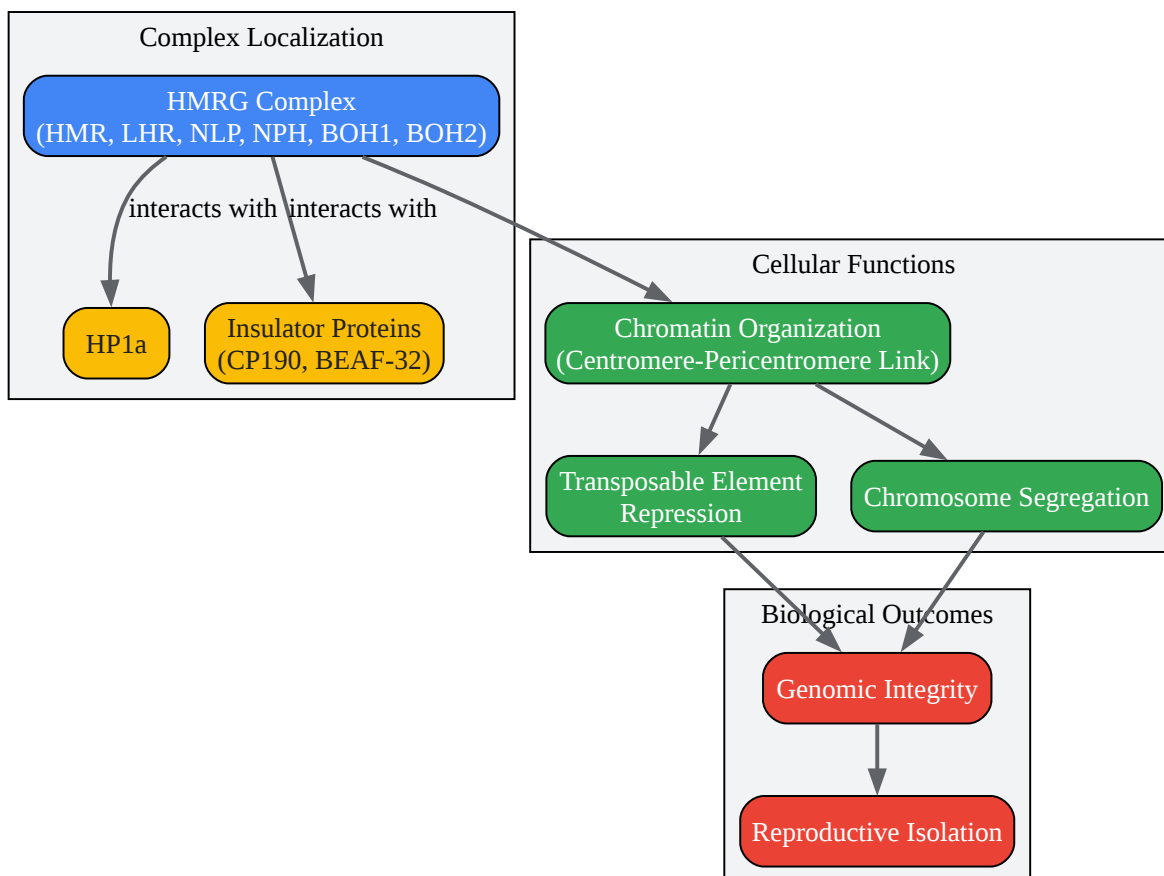 Complex Localization
HMRG Complex
(HMR, LHR, NLP, NPH, BOH1, BOH2)
interacts with
interacts with
HP1a
Insulator Proteins
(CP190, BEAF-32)
Cellular Functions
Chromatin Organization
(Centromere-Pericentromere Link)
Transposable Element
Repression
Chromosome Segregation
Biological Outcomes
Genomic Integrity
Reproductive Isolation